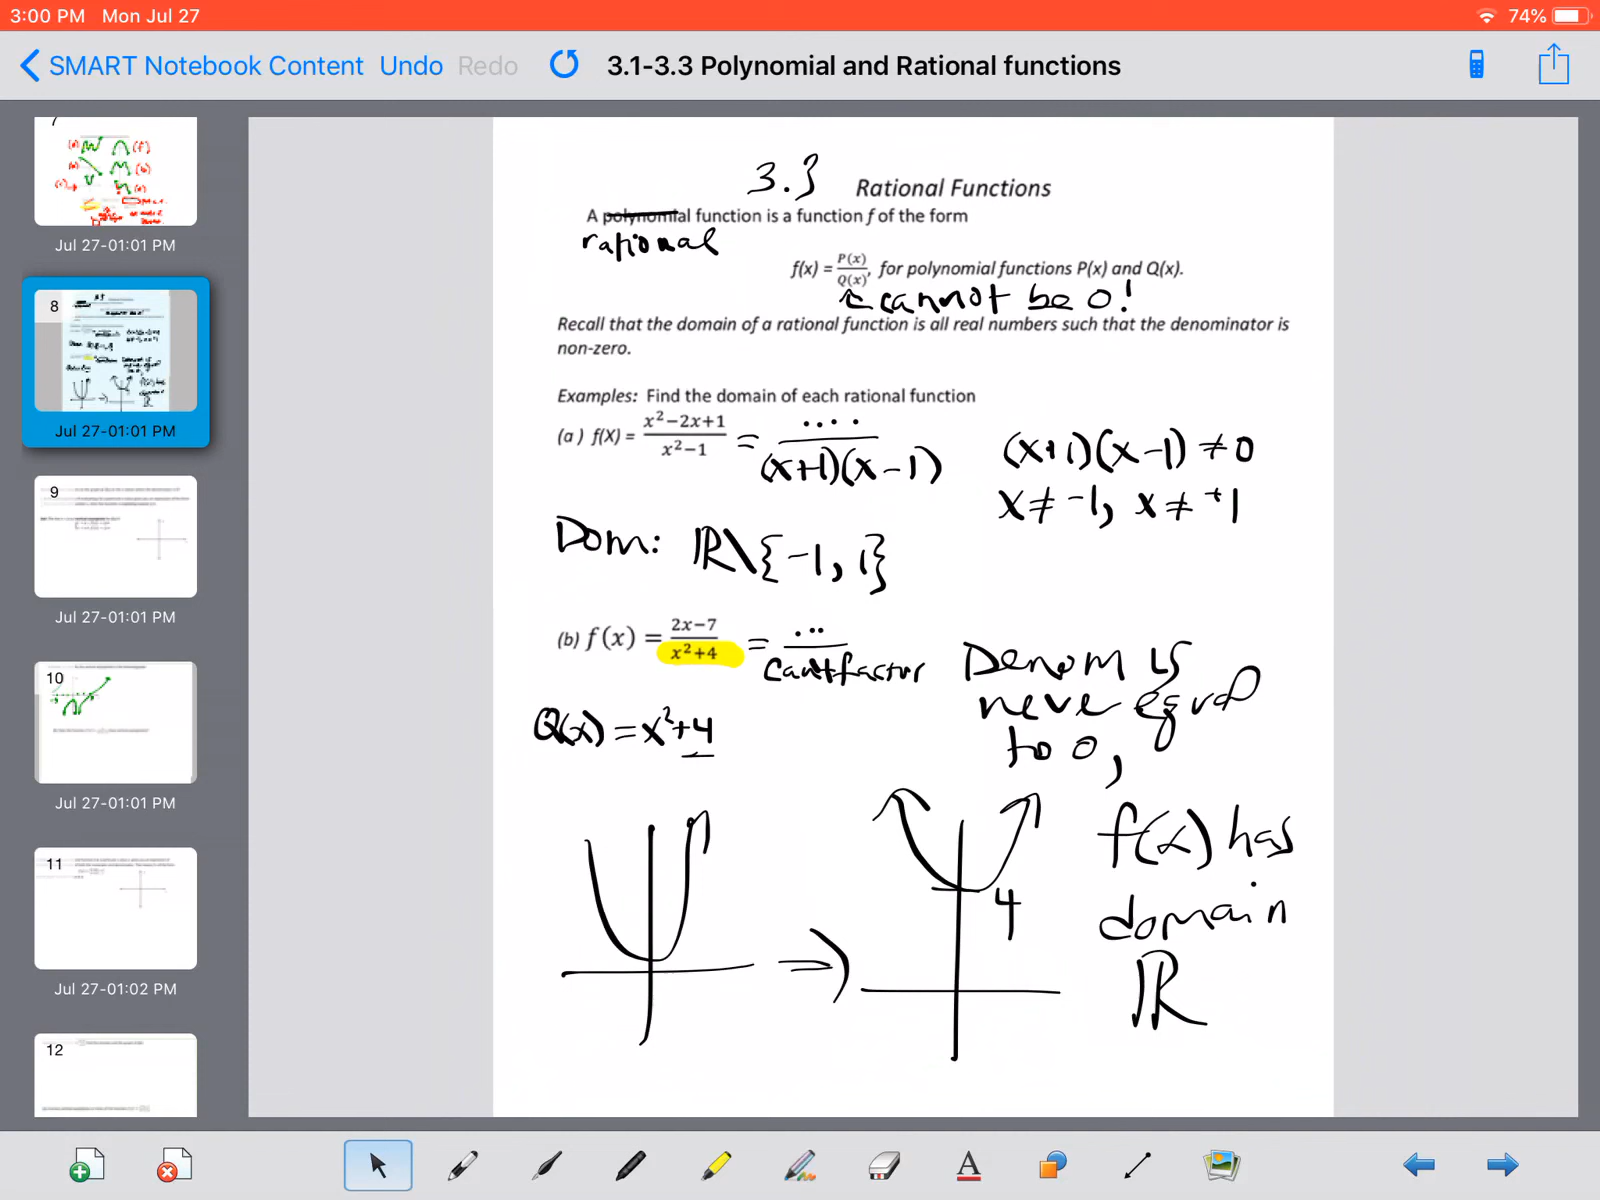 3:00 PM Mon Jul 27
74%
SMART Notebook Content Undo Redo 3.1-3.3 Polynomial and Rational functions
7
Jul 27-01:01 PM
8
Jul 27-01:01 PM
9
Jul 27-01:01 PM
10
Jul 27-01:01 PM
11
Jul 27-01:02 PM
12
3.3 Rational Functions
A polynomial function is a function f of the form
rational
f(x) = P(x)/Q(x), for polynomial functions P(x) and Q(x).
cannot be 0!
Recall that the domain of a rational function is all real numbers such that the denominator is
non-zero.
Examples: Find the domain of each rational function
(a) f(X) = x²−2x+1/x²−1 = ..../(x+1)(x-1)
(x+1)(x-1) ≠ 0
x ≠ -1, x ≠ +1
Dom: ℝ\{-1, 1}
(b) f(x) = 2x−7/x²+4 = .../can't factor
Denom is
never equal
to 0,
Q(x) = x²+4
4
f(x) has
domain
ℝ
A